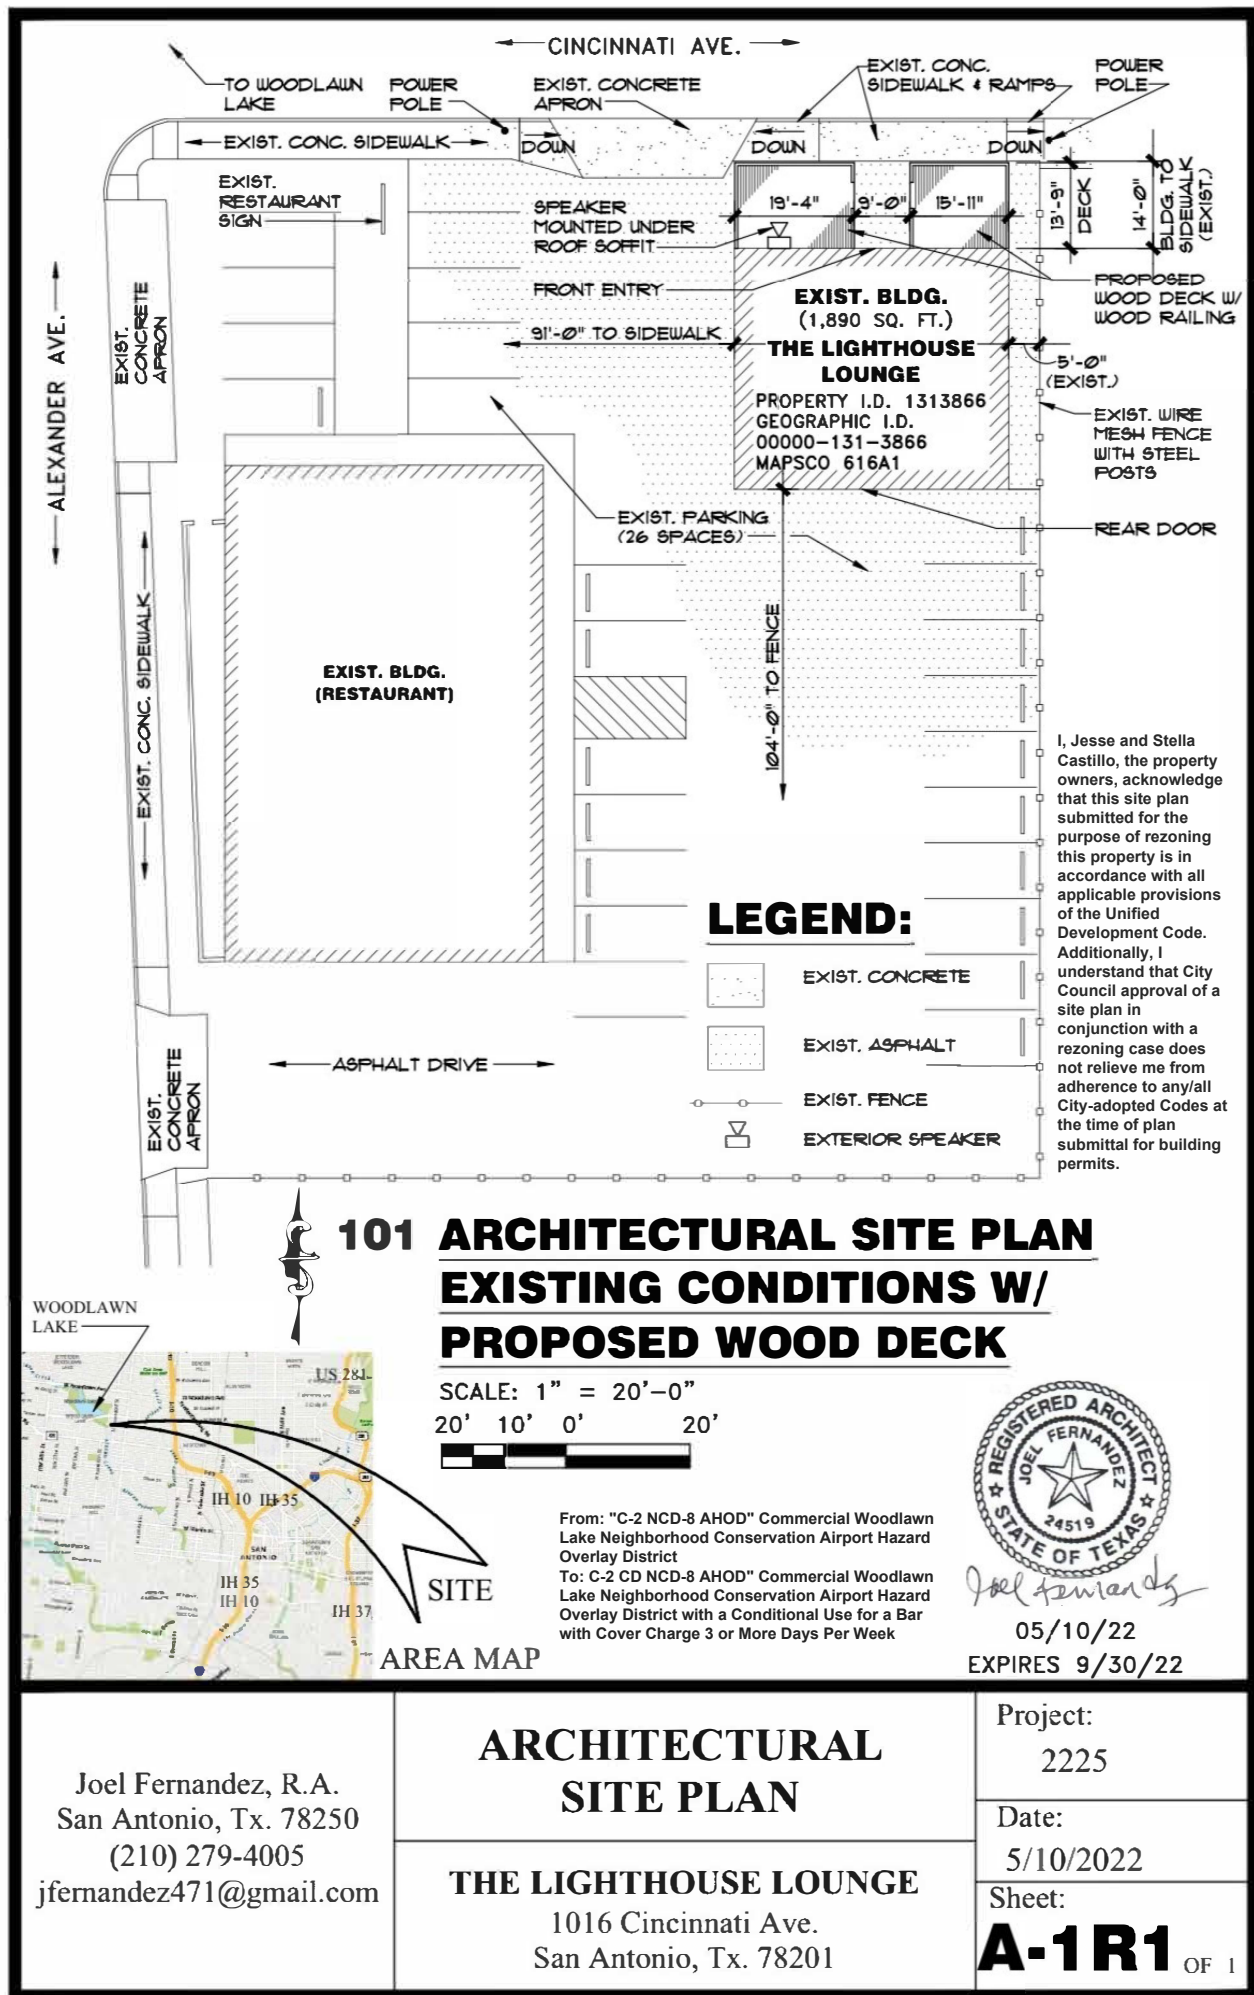 CINCINNATI AVE.
TO WOODLAWN
LAKE
POWER
POLE
EXIST. CONCRETE
APRON
EXIST. CONC.
SIDEWALK & RAMPS
POWER
POLE
EXIST. CONC. SIDEWALK
DOWN
DOWN
DOWN
EXIST.
RESTAURANT
SIGN
SPEAKER
MOUNTED UNDER
ROOF SOFFIT
19'-4"
9'-0"
15'-11"
13'-9"
DECK
14'-0"
BLDG. TO
SIDEWALK
(EXIST.)
FRONT ENTRY
PROPOSED
WOOD DECK W/
WOOD RAILING
ALEXANDER AVE.
EXIST.
CONCRETE
APRON
91'-0" TO SIDEWALK
EXIST. BLDG.
(1,890 SQ. FT.)
THE LIGHTHOUSE
LOUNGE
PROPERTY I.D. 1313866
GEOGRAPHIC I.D.
00000-131-3866
MAPSCO 616A1
5'-0"
(EXIST.)
EXIST. WIRE
MESH FENCE
WITH STEEL
POSTS
EXIST. PARKING
(26 SPACES)
REAR DOOR
104'-0" TO FENCE
EXIST. CONC. SIDEWALK
EXIST. BLDG.
(RESTAURANT)
I, Jesse and Stella
Castillo, the property
owners, acknowledge
that this site plan
submitted for the
purpose of rezoning
this property is in
accordance with all
applicable provisions
of the Unified
Development Code.
Additionally, I
understand that City
Council approval of a
site plan in
conjunction with a
rezoning case does
not relieve me from
adherence to any/all
City-adopted Codes at
the time of plan
submittal for building
permits.
LEGEND:
EXIST. CONCRETE
EXIST. ASPHALT
EXIST. FENCE
EXTERIOR SPEAKER
ASPHALT DRIVE
EXIST.
CONCRETE
APRON
101 ARCHITECTURAL SITE PLAN
EXISTING CONDITIONS W/
PROPOSED WOOD DECK
SCALE: 1" = 20'-0"
20' 10' 0' 20'
WOODLAWN
LAKE
US 281
IH 10 IH 35
SAN
ANTONIO
IH 35
IH 10
IH 37
SITE
AREA MAP
From: "C-2 NCD-8 AHOD" Commercial Woodlawn
Lake Neighborhood Conservation Airport Hazard
Overlay District
To: C-2 CD NCD-8 AHOD" Commercial Woodlawn
Lake Neighborhood Conservation Airport Hazard
Overlay District with a Conditional Use for a Bar
with Cover Charge 3 or More Days Per Week
REGISTERED ARCHITECT
JOEL FERNANDEZ
24519
STATE OF TEXAS
Joel Fernandez
05/10/22
EXPIRES 9/30/22
Joel Fernandez, R.A.
San Antonio, Tx. 78250
(210) 279-4005
jfernandez471@gmail.com
ARCHITECTURAL
SITE PLAN
THE LIGHTHOUSE LOUNGE
1016 Cincinnati Ave.
San Antonio, Tx. 78201
Project:
2225
Date:
5/10/2022
Sheet:
A-1R1 OF 1